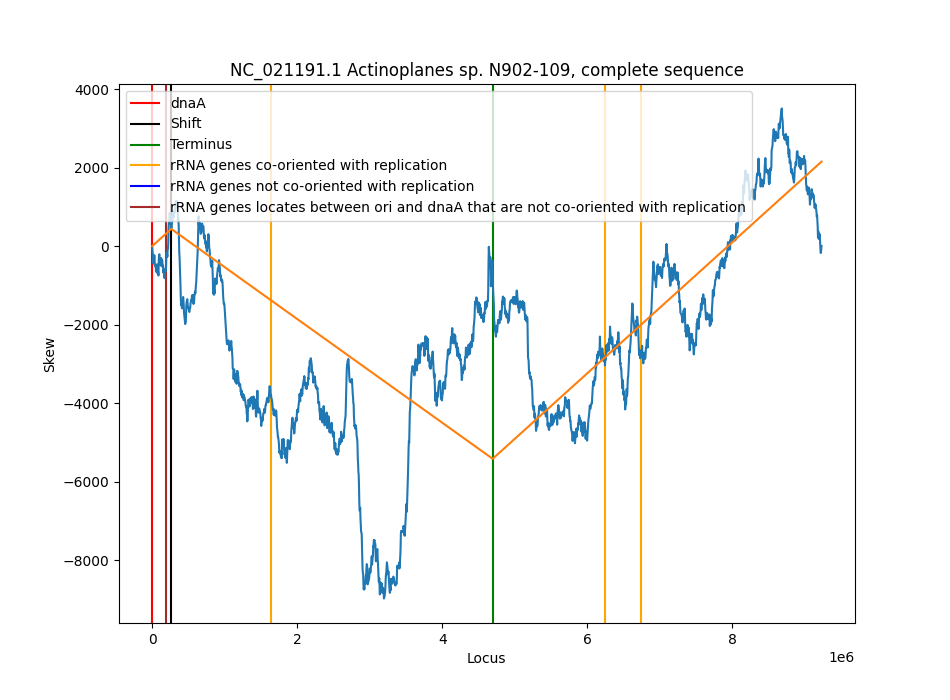 NC_021191.1 Actinoplanes sp. N902-109, complete sequence
dnaA
Shift
Terminus
rRNA genes co-oriented with replication
rRNA genes not co-oriented with replication
rRNA genes locates between ori and dnaA that are not co-oriented with replication
4000
2000
0
−2000
−4000
−6000
−8000
Skew
0 2 4 6 8
Locus
1e6